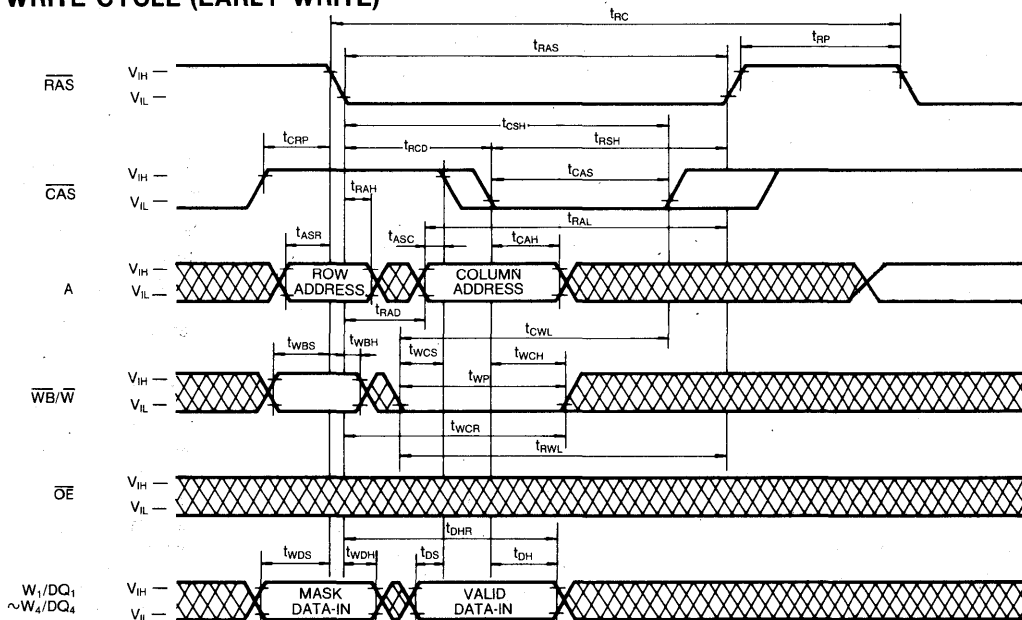 WRITE CYCLE (EARLY WRITE)
tRC
tRAS
tRP
RAS
VIH
VIL
tCSH
tCRP
tRCD
tRSH
CAS
VIH
VIL
tRAH
tCAS
tRAL
tASR
tASC
tCAH
A
VIH
VIL
ROW ADDRESS
COLUMN ADDRESS
tRAD
tCWL
tWBS
tWBH
tWCS
tWCH
tWP
WB/W
VIH
VIL
tWCR
tRWL
OE
VIH
VIL
tDHR
tWDS
tWDH
tDS
tDH
W1/DQ1
~W4/DQ4
VIH
VIL
MASK DATA-IN
VALID DATA-IN